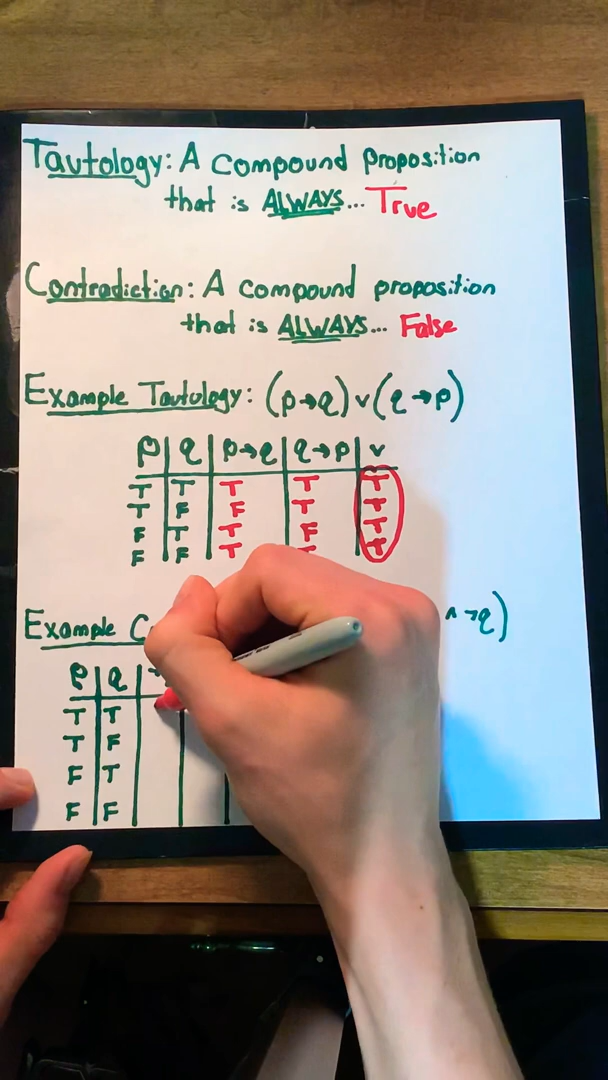 Tautology: A compound proposition
that is ALWAYS... True
Contradiction: A compound proposition
that is ALWAYS... False
Example Tautology: (p→q)∨(q→p)
P Q p→q q→p ∨
T T T T T
T F F T T
F T T F T
F F T T T
Example C ∧ ¬q)
P Q
T T
T F
F T
F F